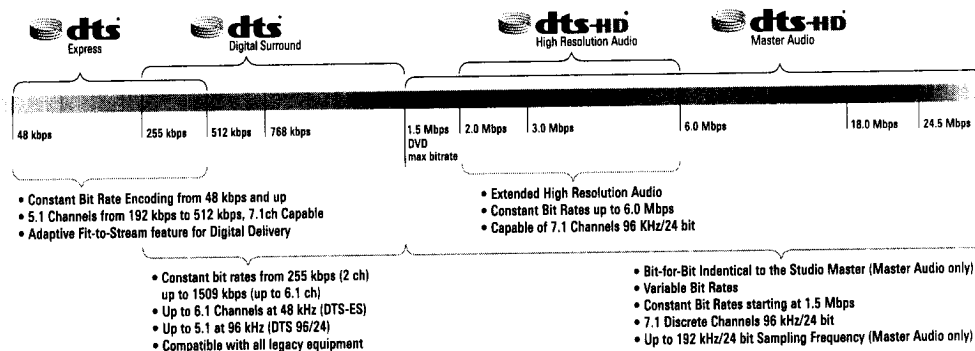 dts
Express
dts
Digital Surround
dts-HD
High Resolution Audio
dts-HD
Master Audio
48 kbps
255 kbps
512 kbps
768 kbps
1.5 Mbps
DVD
max bitrate
2.0 Mbps
3.0 Mbps
6.0 Mbps
18.0 Mbps
24.5 Mbps
• Constant Bit Rate Encoding from 48 kbps and up
• 5.1 Channels from 192 kbps to 512 kbps, 7.1ch Capable
• Adaptive Fit-to-Stream feature for Digital Delivery
• Extended High Resolution Audio
• Constant Bit Rates up to 6.0 Mbps
• Capable of 7.1 Channels 96 KHz/24 bit
• Constant bit rates from 255 kbps (2 ch)
up to 1509 kbps (up to 6.1 ch)
• Up to 6.1 Channels at 48 kHz (DTS-ES)
• Up to 5.1 at 96 kHz (DTS 96/24)
• Compatible with all legacy equipment
• Bit-for-Bit Indentical to the Studio Master (Master Audio only)
• Variable Bit Rates
• Constant Bit Rates starting at 1.5 Mbps
• 7.1 Discrete Channels 96 kHz/24 bit
• Up to 192 kHz/24 bit Sampling Frequency (Master Audio only)